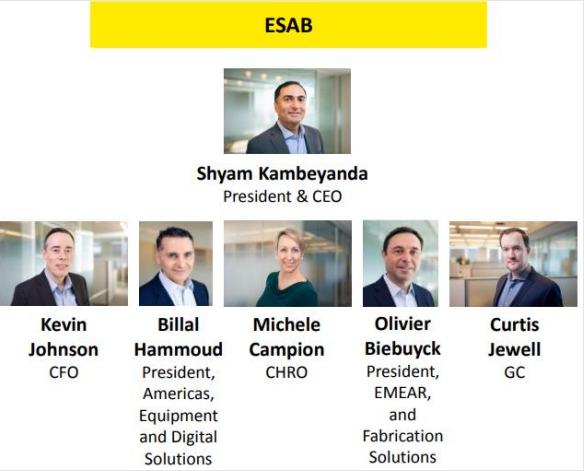 ESAB
Shyam Kambeyanda
President & CEO
Kevin
Johnson
CFO
Billal
Hammoud
President,
Americas,
Equipment
and Digital
Solutions
Michele
Campion
CHRO
Olivier
Biebuyck
President,
EMEAR,
and
Fabrication
Solutions
Curtis
Jewell
GC